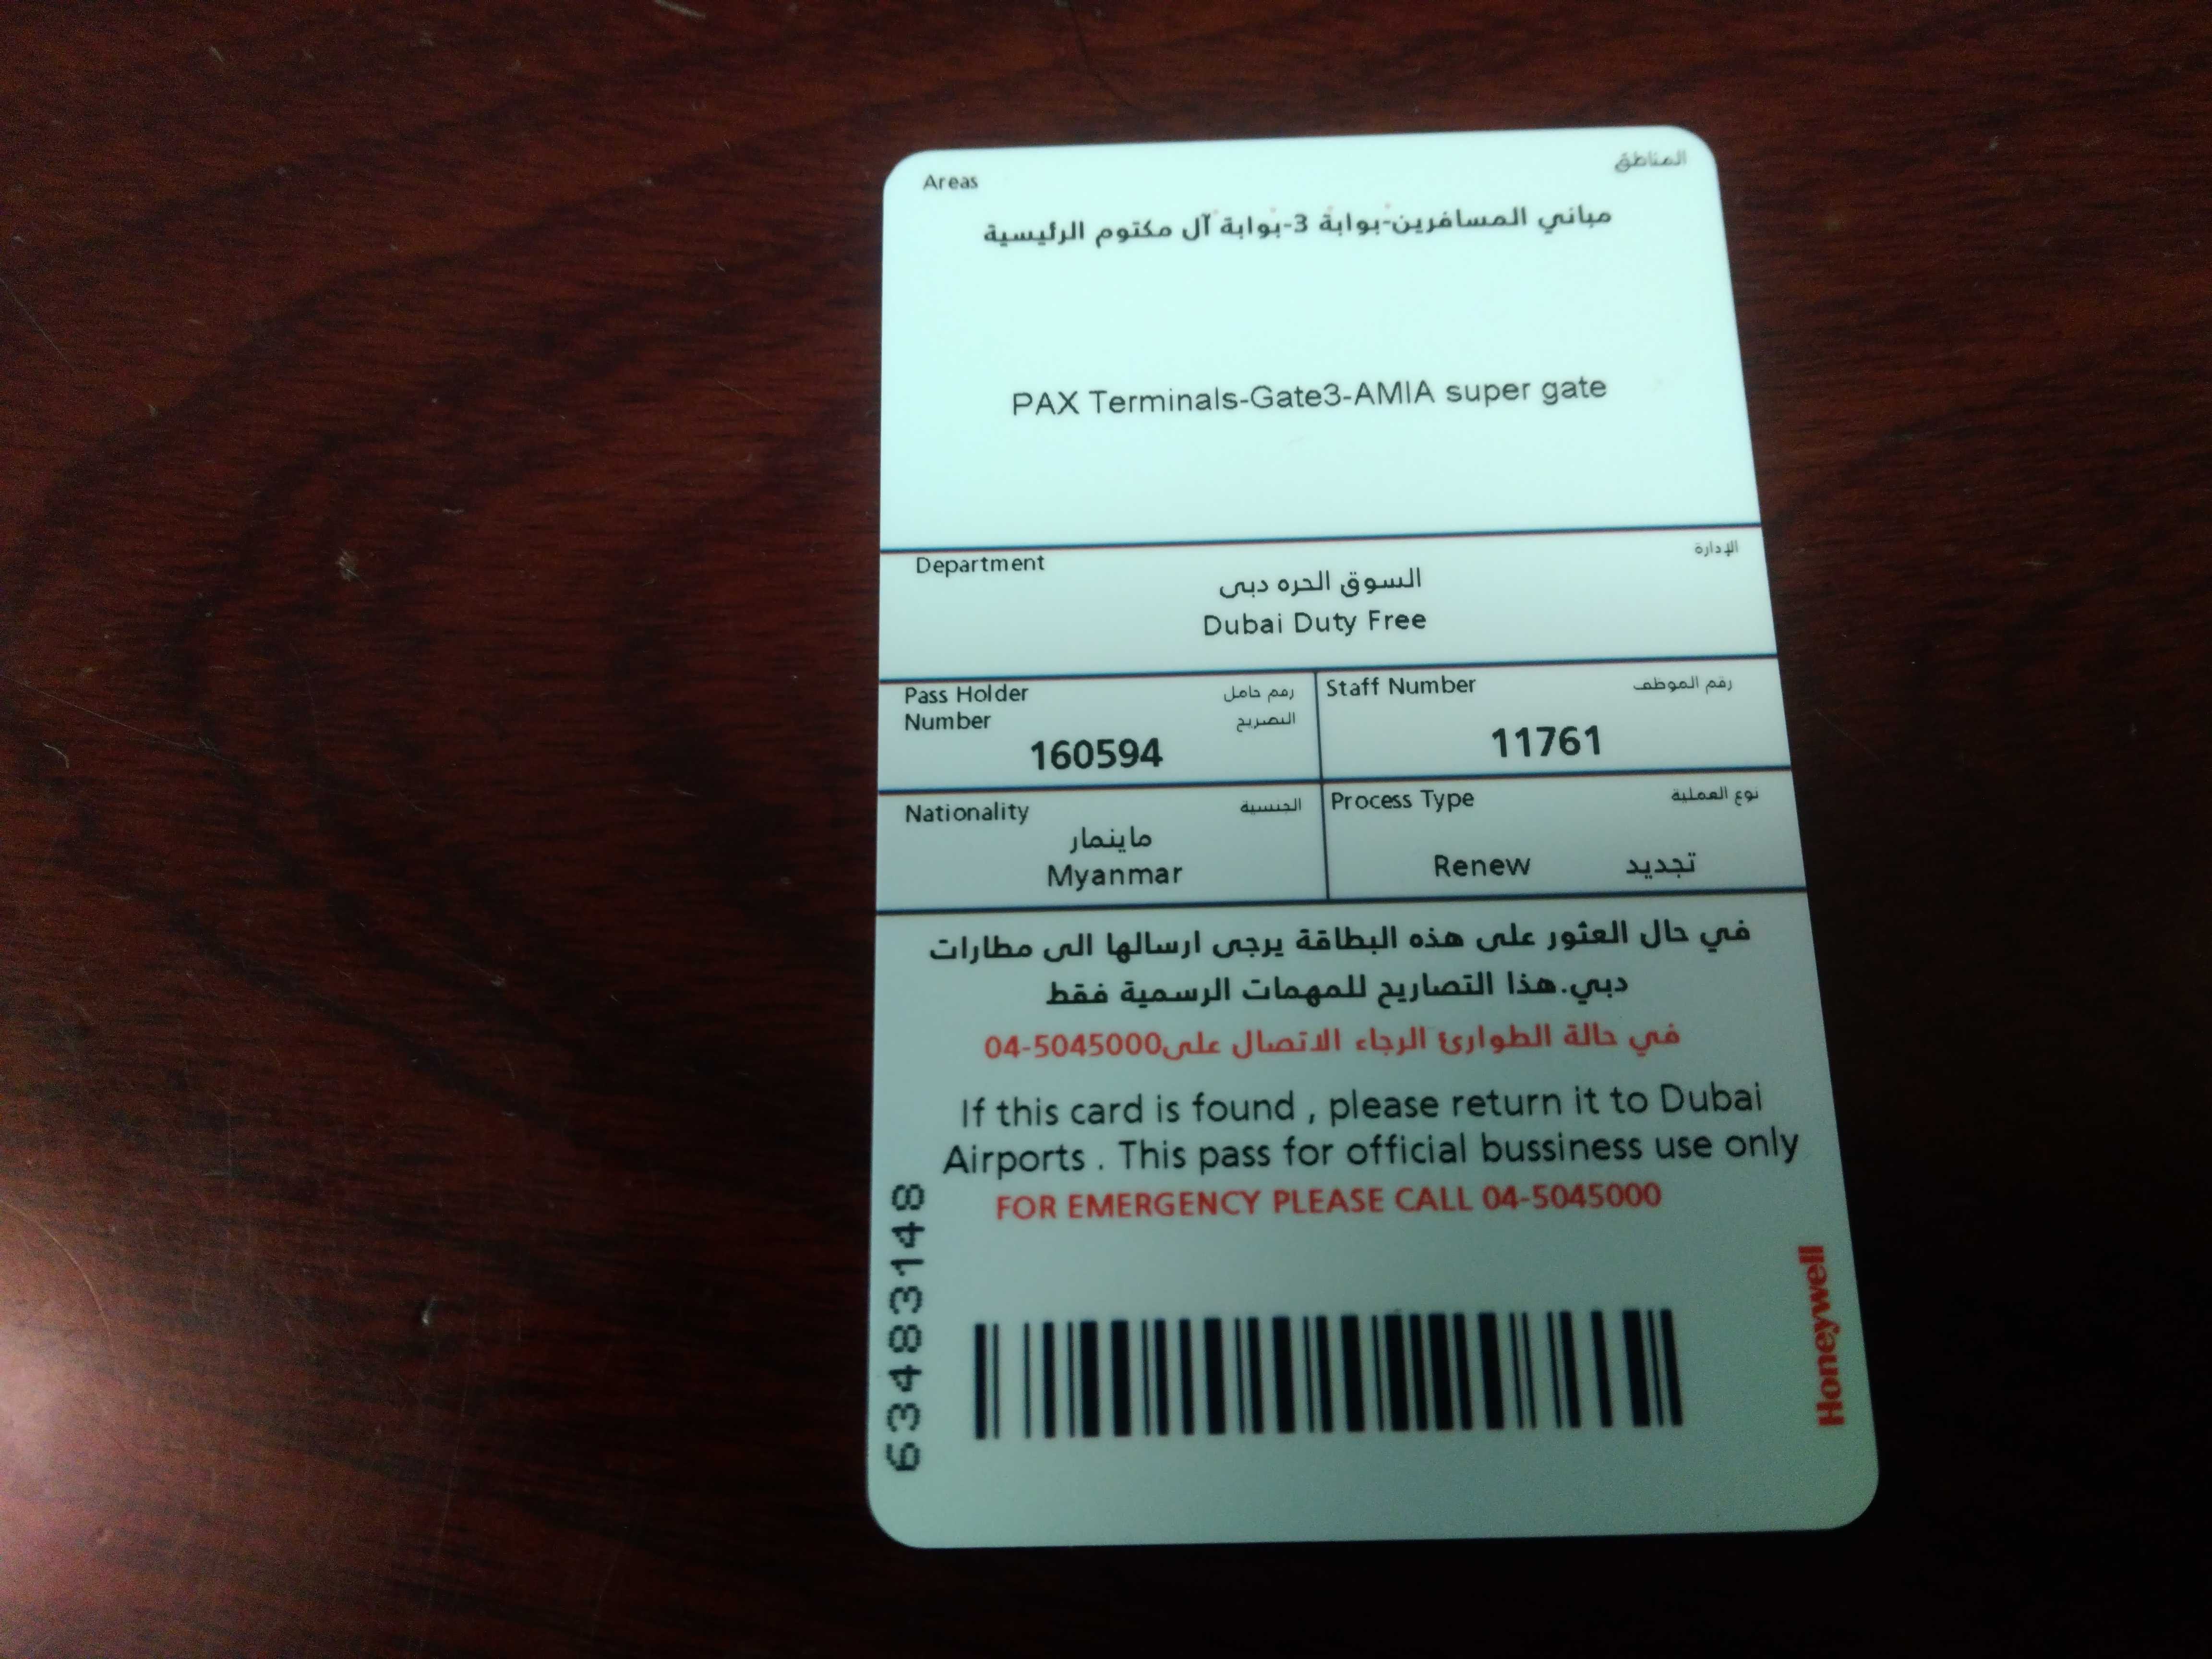 Areas المناطق
مباني المسافرين-بوابة 3-بوابة آل مكتوم الرئيسية
PAX Terminals-Gate3-AMIA super gate
Department الإدارة
السوق الحره دبى
Dubai Duty Free
Pass Holder رقم حامل
Number التصريح
160594
Staff Number رقم الموظف
11761
Nationality الجنسية
ماينمار
Myanmar
Process Type نوع العملية
Renew تجديد
في حال العثور على هذه البطاقة يرجى ارسالها الى مطارات
دبي.هذا التصاريح للمهمات الرسمية فقط
في حالة الطوارئ الرجاء الاتصال على04-5045000
If this card is found , please return it to Dubai
Airports . This pass for official bussiness use only
FOR EMERGENCY PLEASE CALL 04-5045000
63483148
Honeywell